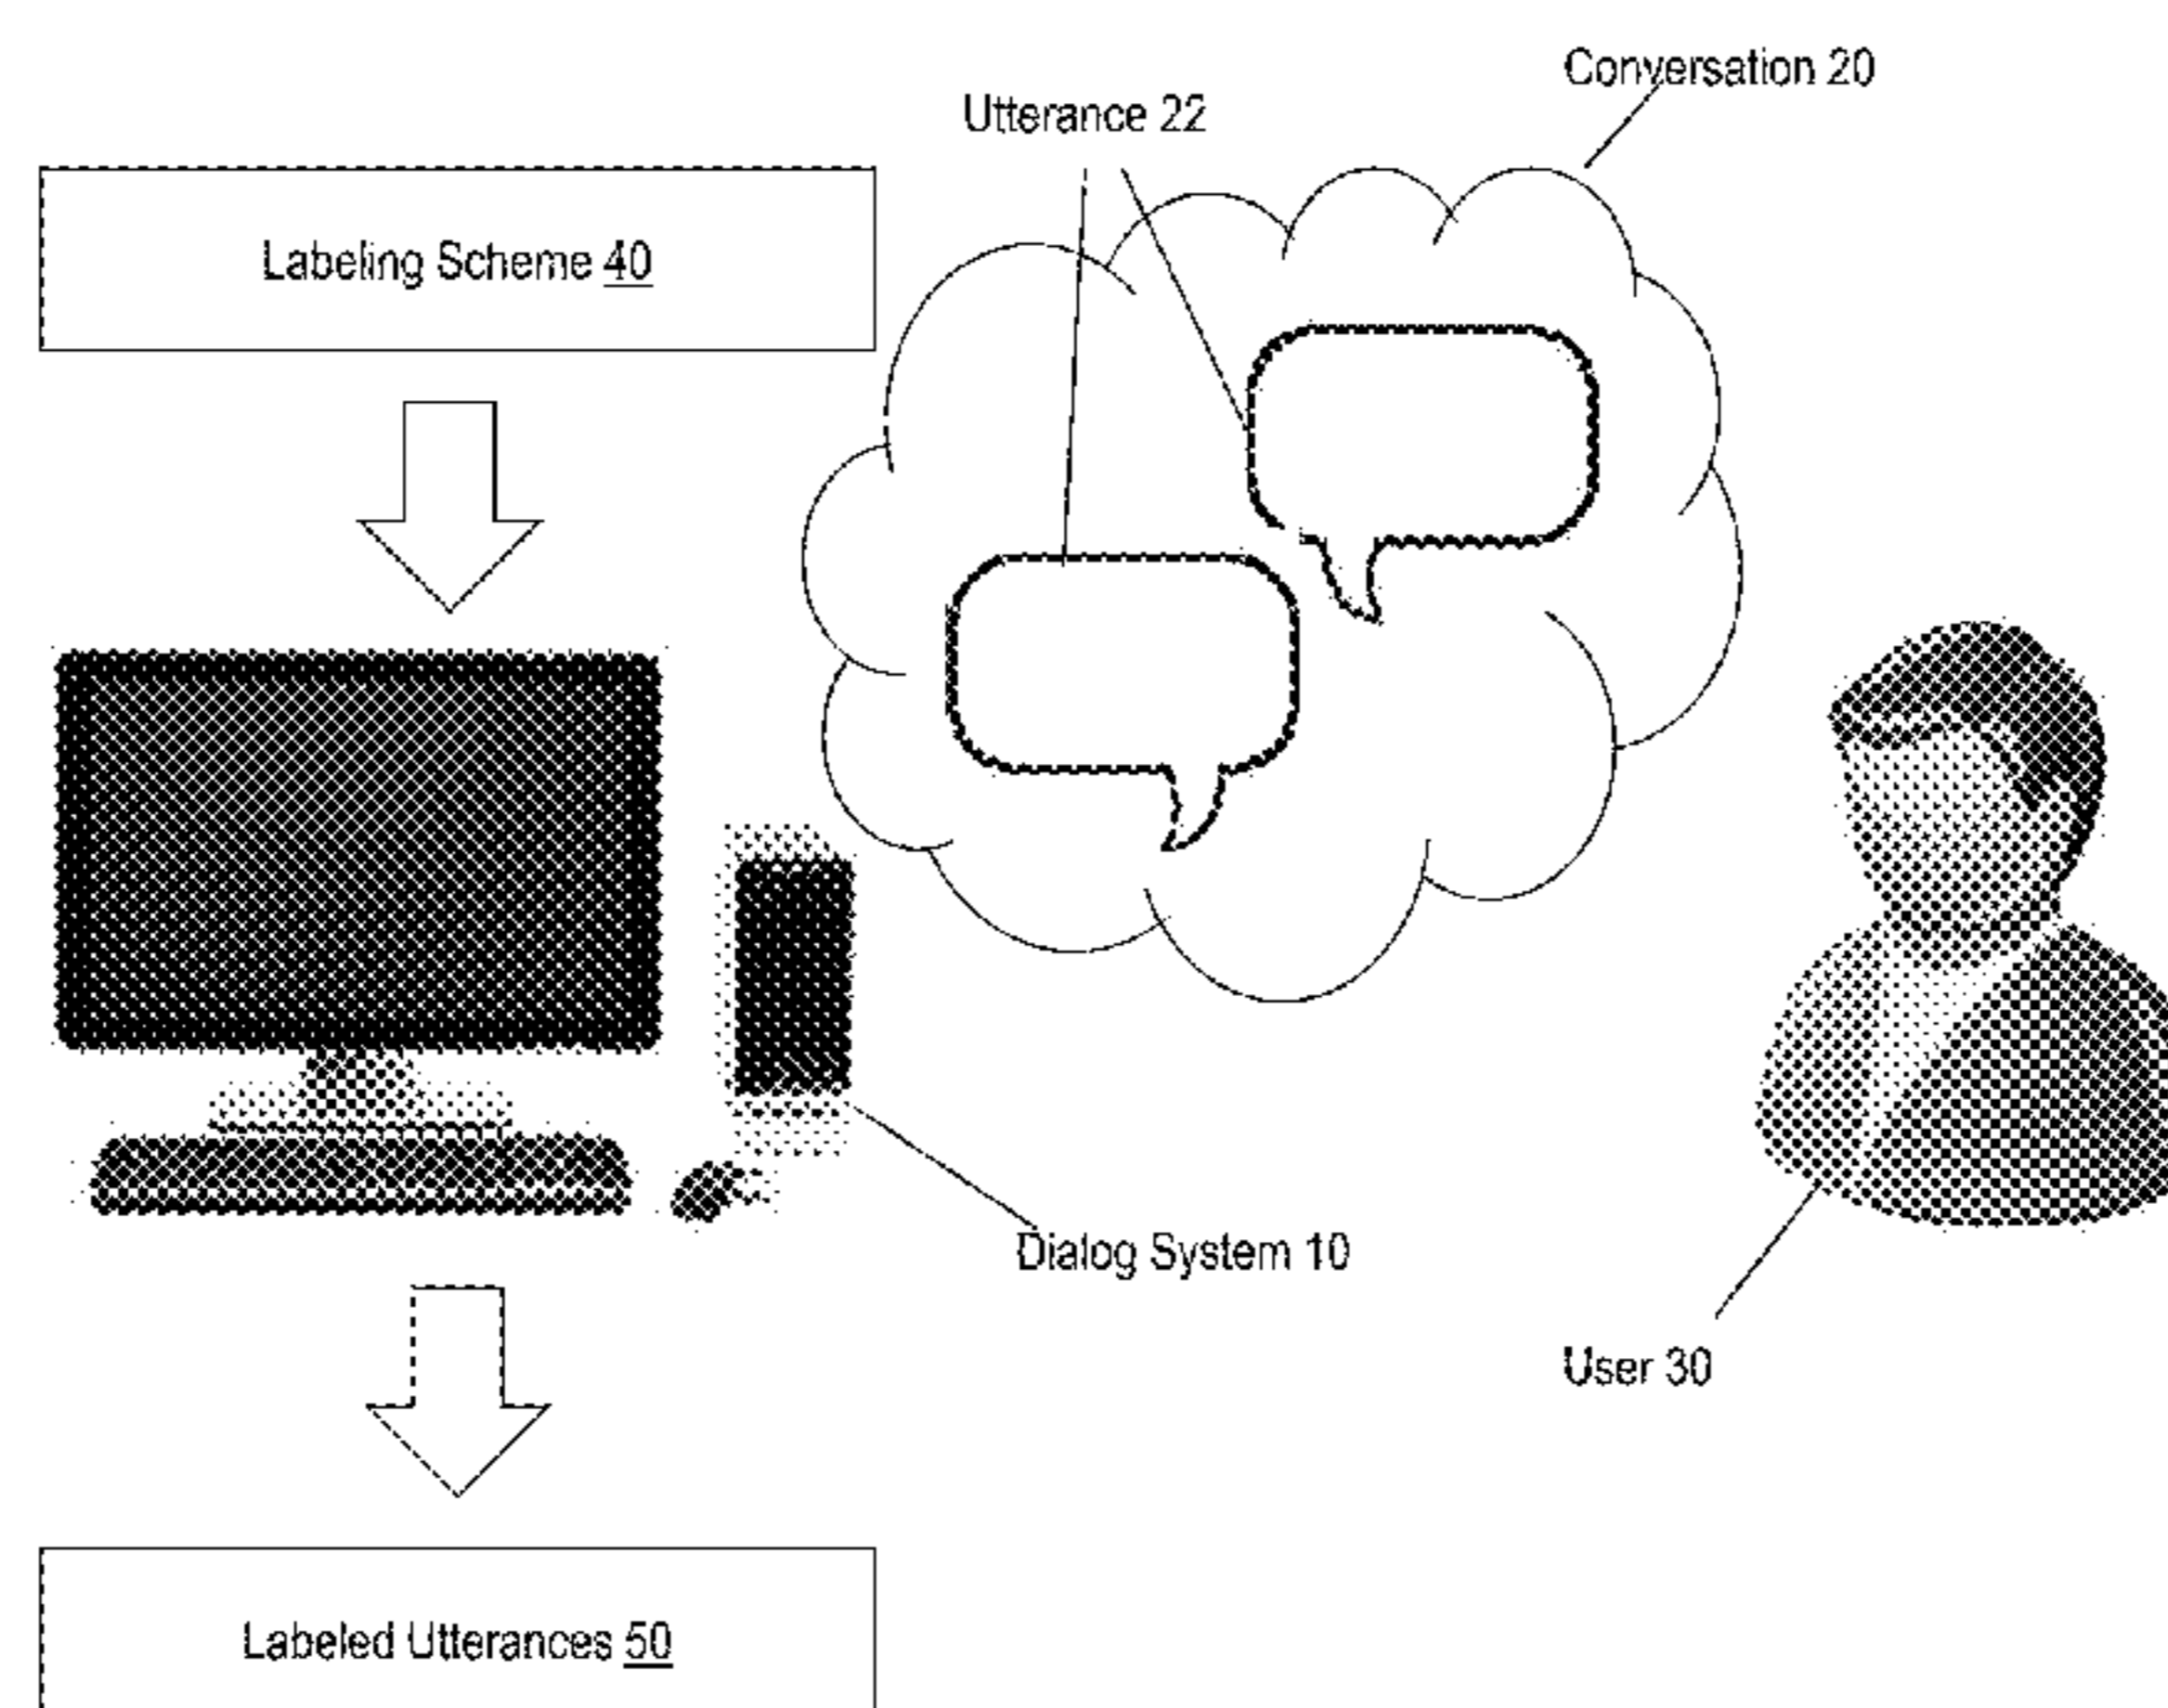 Conversation 20
Utterance 22
Labeling Scheme 40
Dialog System 10
User 30
Labeled Utterances 50